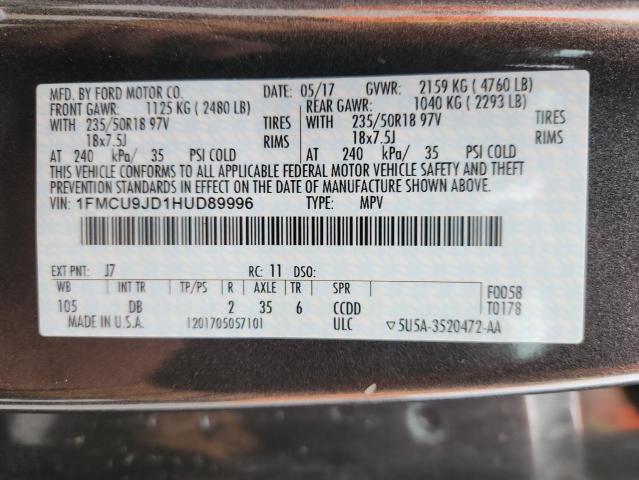 MFD. BY FORD MOTOR CO. DATE: 05/17 GVWR: 2159 KG ( 4760 LB)
FRONT GAWR: 1125 KG ( 2480 LB) REAR GAWR: 1040 KG ( 2293 LB)
WITH 235/50R18 97V TIRES WITH 235/50R18 97V TIRES
18x7.5J RIMS 18x7.5J RIMS
AT 240 kPa/ 35 PSI COLD AT 240 kPa/ 35 PSI COLD
THIS VEHICLE CONFORMS TO ALL APPLICABLE FEDERAL MOTOR VEHICLE SAFETY AND THEFT
PREVENTION STANDARDS IN EFFECT ON THE DATE OF MANUFACTURE SHOWN ABOVE.
VIN: 1FMCU9JD1HUD89996 TYPE: MPV
EXT PNT: J7 RC: 11 DSO:
WB INT TR TP/PS R AXLE TR SPR F0058
105 DB 2 35 6 CCDD T0178
MADE IN U.S.A. 1201705057101 ULC ▽5U5A-3520472-AA